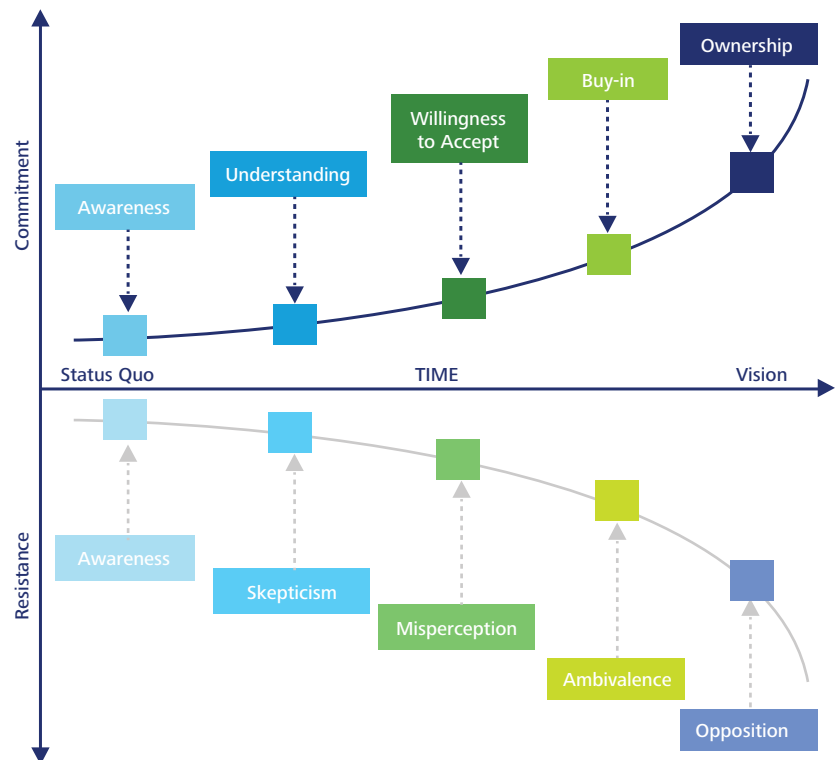 Ownership
Buy-in
Willingness
to Accept
Understanding
Awareness
Commitment
Status Quo
TIME
Vision
Resistance
Awareness
Skepticism
Misperception
Ambivalence
Opposition